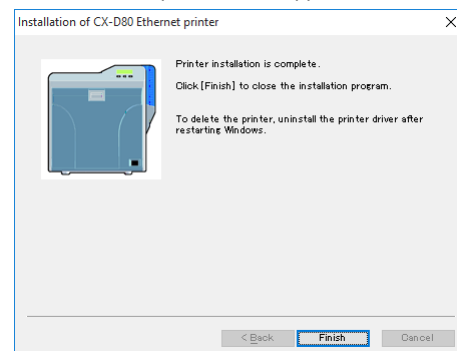 Installation of CX-D80 Ethernet printer
Printer installation is complete.
Click [Finish] to close the installation program.
To delete the printer, uninstall the printer driver after
restarting Windows.
< Back
Finish
Cancel